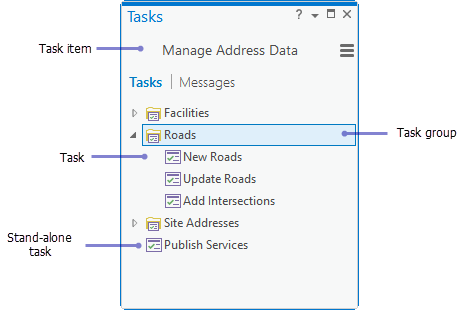 Tasks
?
Task item
Manage Address Data
Tasks | Messages
Facilities
Roads
Task group
Task
New Roads
Update Roads
Add Intersections
Site Addresses
Stand-alone
task
Publish Services